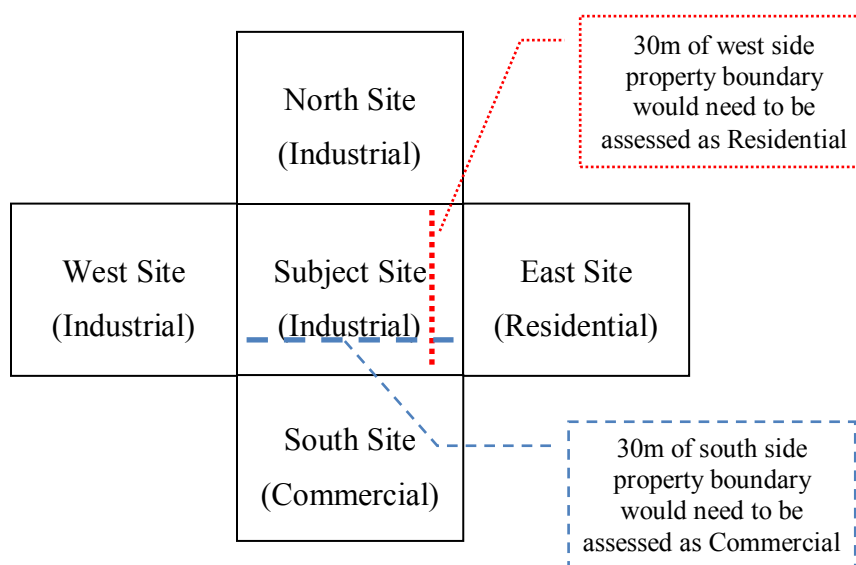 North Site
(Industrial)
30m of west side
property boundary
would need to be
assessed as Residential
West Site
(Industrial)
Subject Site
(Industrial)
East Site
(Residential)
South Site
(Commercial)
30m of south side
property boundary
would need to be
assessed as Commercial